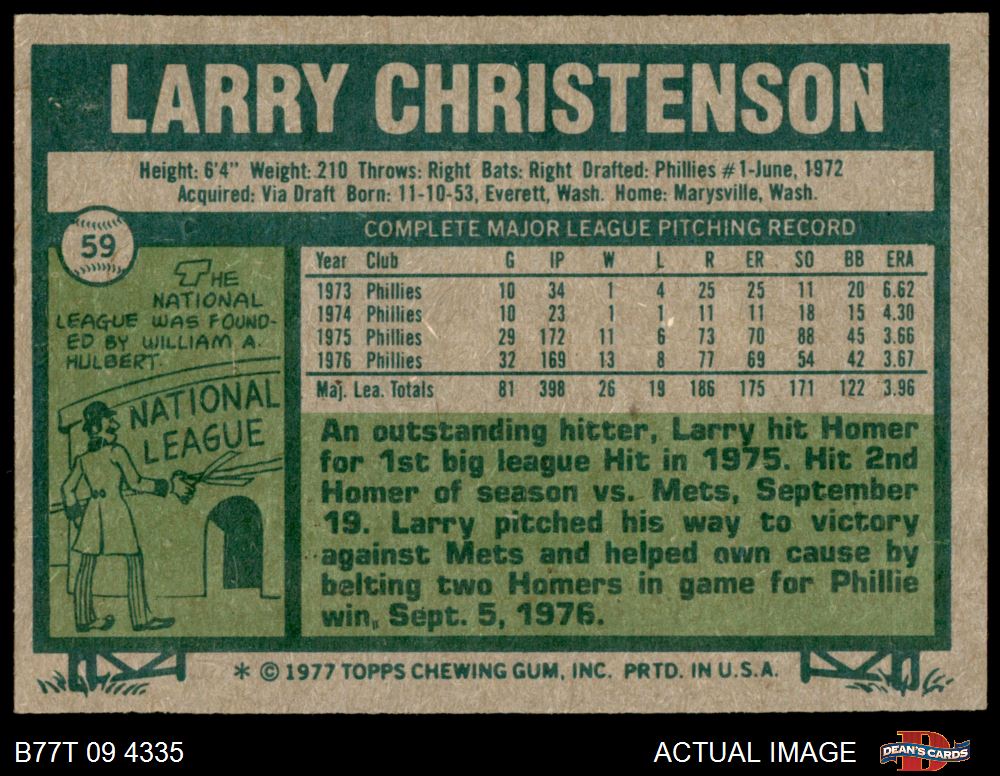 LARRY CHRISTENSON
Height: 6'4" Weight: 210 Throws: Right Bats: Right Drafted: Phillies #1-June, 1972
Acquired: Via Draft Born: 11-10-53, Everett, Wash. Home: Marysville, Wash.
59
THE
NATIONAL
LEAGUE WAS FOUND-
ED BY WILLIAM A.
HULBERT.
NATIONAL
LEAGUE
COMPLETE MAJOR LEAGUE PITCHING RECORD
Year Club G IP W L R ER SO BB ERA
1973 Phillies 10 34 1 4 25 25 11 20 6.62
1974 Phillies 10 23 1 1 11 11 18 15 4.30
1975 Phillies 29 172 11 6 73 70 88 45 3.66
1976 Phillies 32 169 13 8 77 69 54 42 3.67
Maj. Lea. Totals 81 398 26 19 186 175 171 122 3.96
An outstanding hitter, Larry hit Homer
for 1st big league Hit in 1975. Hit 2nd
Homer of season vs. Mets, September
19. Larry pitched his way to victory
against Mets and helped own cause by
belting two Homers in game for Phillie
win, Sept. 5, 1976.
* © 1977 TOPPS CHEWING GUM, INC. PRTD. IN U.S.A.
B77T 09 4335
ACTUAL IMAGE
DEAN'S CARDS